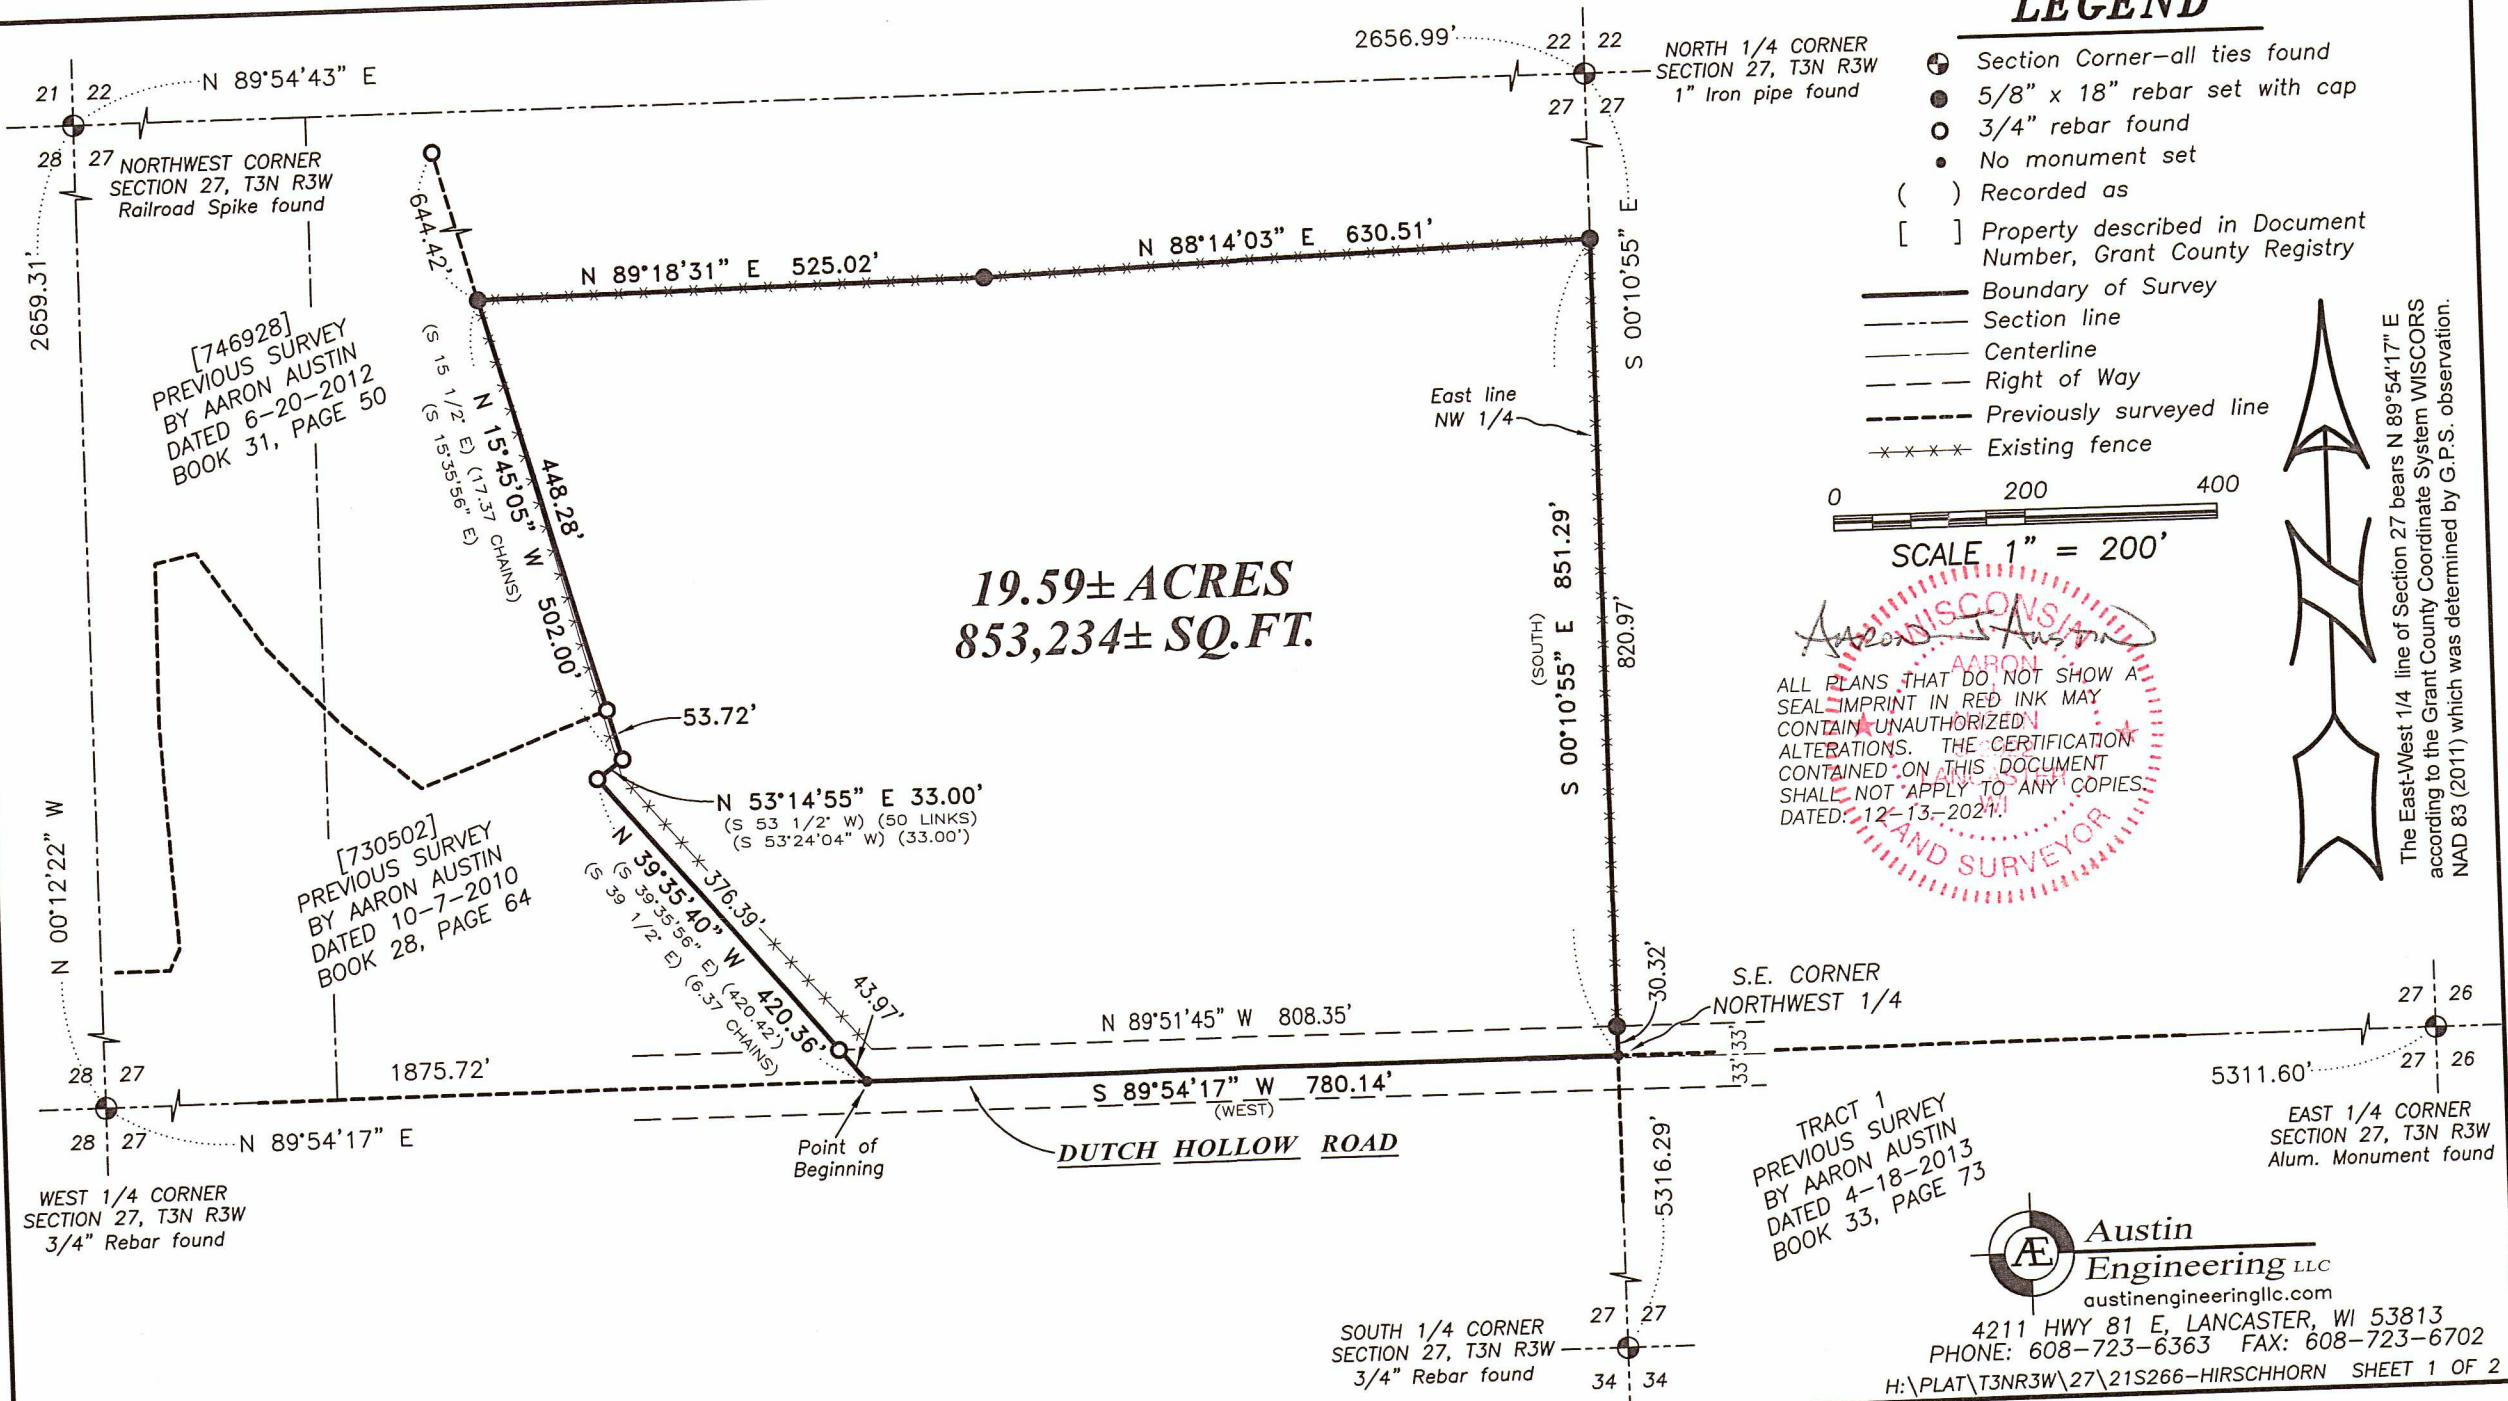 LEGEND
Section Corner–all ties found
5/8" x 18" rebar set with cap
3/4" rebar found
No monument set
( ) Recorded as
[ ] Property described in Document
Number, Grant County Registry
Boundary of Survey
Section line
Centerline
Right of Way
Previously surveyed line
Existing fence
0 200 400
SCALE 1" = 200'
2656.99'
22 22
27 27
NORTH 1/4 CORNER
SECTION 27, T3N R3W
1" Iron pipe found
N 89°54'43" E
21 22
28 27
NORTHWEST CORNER
SECTION 27, T3N R3W
Railroad Spike found
2659.31'
N 00°12'22" W
644.42'
N 89°18'31" E 525.02'
N 88°14'03" E 630.51'
S 00°10'55" E
[746928]
PREVIOUS SURVEY
BY AARON AUSTIN
DATED 6–20–2012
BOOK 31, PAGE 50
(S 15 1/2° E) (17.37 CHAINS)
(S 15°35'56" E)
N 15°45'05" W 502.00'
448.28'
East line
NW 1/4
19.59± ACRES
853,234± SQ.FT.
(SOUTH)
S 00°10'55" E 851.29'
820.97'
53.72'
N 53°14'55" E 33.00'
(S 53 1/2° W) (50 LINKS)
(S 53°24'04" W) (33.00')
[730502]
PREVIOUS SURVEY
BY AARON AUSTIN
DATED 10–7–2010
BOOK 28, PAGE 64
N 39°35'40" W 420.36'
(S 39°35'56" E) (420.42')
(S 39 1/2° E) (6.37 CHAINS)
376.39'
43.97'
N 89°51'45" W 808.35'
30.32'
S.E. CORNER
NORTHWEST 1/4
33' 33'
S 89°54'17" W 780.14'
(WEST)
1875.72'
28 27
28 27
N 89°54'17" E
WEST 1/4 CORNER
SECTION 27, T3N R3W
3/4" Rebar found
Point of
Beginning
DUTCH HOLLOW ROAD
5316.29'
27 27
34 34
SOUTH 1/4 CORNER
SECTION 27, T3N R3W
3/4" Rebar found
TRACT 1
PREVIOUS SURVEY
BY AARON AUSTIN
DATED 4–18–2013
BOOK 33, PAGE 73
27 26
27 26
5311.60'
EAST 1/4 CORNER
SECTION 27, T3N R3W
Alum. Monument found
Aaron J Austin
WISCONSIN
AARON
J
AUSTIN
LANCASTER
WI
LAND SURVEYOR
ALL PLANS THAT DO NOT SHOW A
SEAL IMPRINT IN RED INK MAY
CONTAIN UNAUTHORIZED
ALTERATIONS. THE CERTIFICATION
CONTAINED ON THIS DOCUMENT
SHALL NOT APPLY TO ANY COPIES.
DATED: 12–13–2021.
N
The East-West 1/4 line of Section 27 bears N 89°54'17" E
according to the Grant County Coordinate System WISCORS
NAD 83 (2011) which was determined by G.P.S. observation.
AE
Austin
Engineering LLC
austinengineeringllc.com
4211 HWY 81 E, LANCASTER, WI 53813
PHONE: 608–723–6363 FAX: 608–723–6702
H:\PLAT\T3NR3W\27\21S266–HIRSCHHORN SHEET 1 OF 2